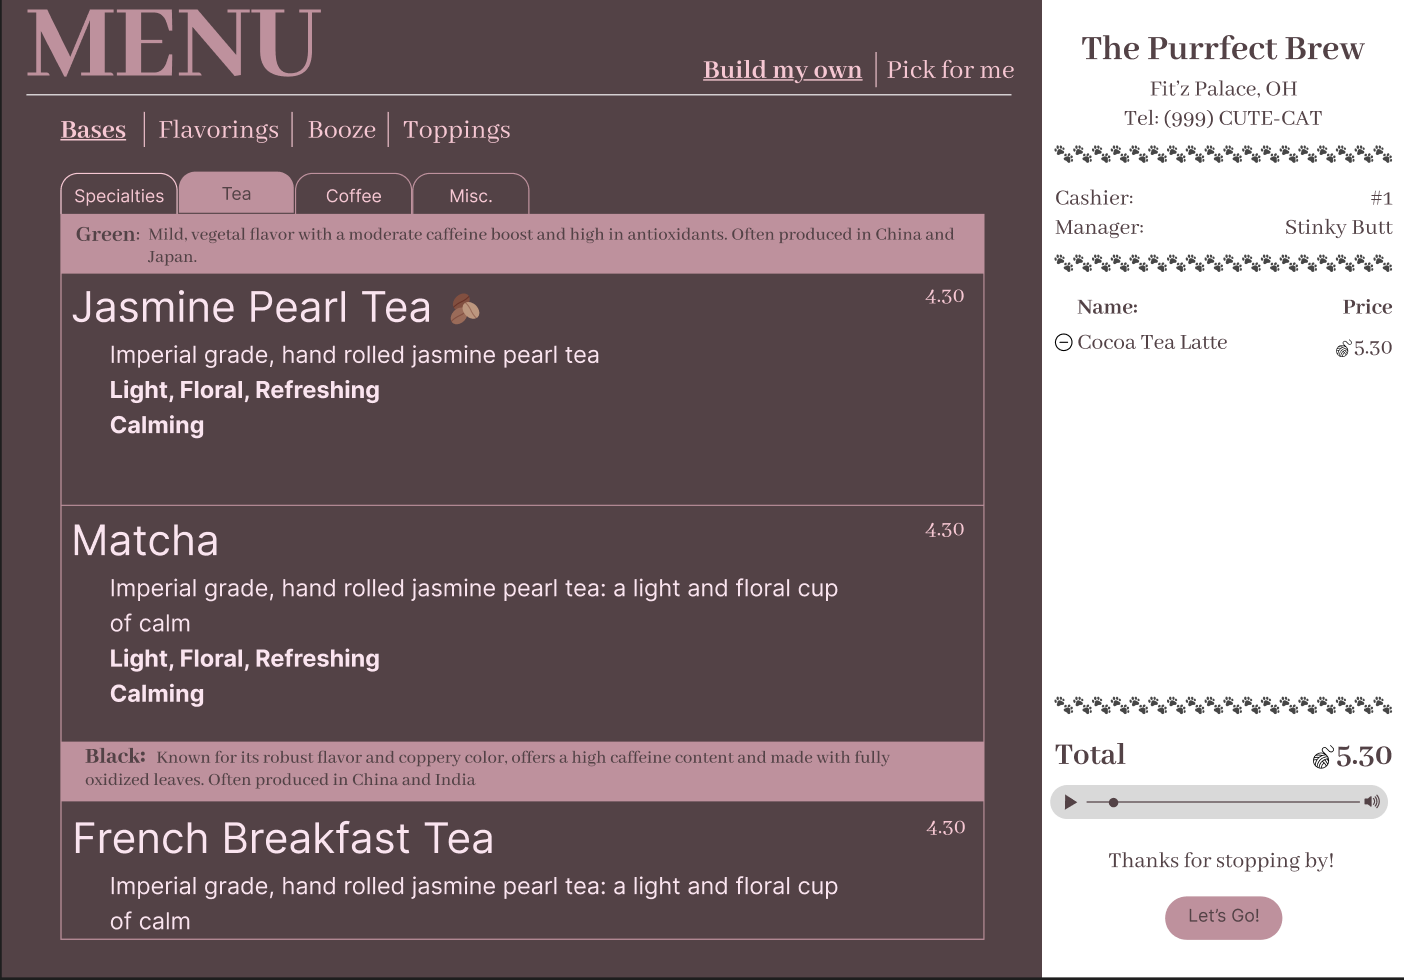 MENU
Build my own | Pick for me
Bases | Flavorings | Booze | Toppings
Specialties Tea Coffee Misc.
Green: Mild, vegetal flavor with a moderate caffeine boost and high in antioxidants. Often produced in China and
Japan.
Jasmine Pearl Tea 4.30
Imperial grade, hand rolled jasmine pearl tea
Light, Floral, Refreshing
Calming
Matcha 4.30
Imperial grade, hand rolled jasmine pearl tea: a light and floral cup
of calm
Light, Floral, Refreshing
Calming
Black: Known for its robust flavor and coppery color, offers a high caffeine content and made with fully
oxidized leaves. Often produced in China and India
French Breakfast Tea 4.30
Imperial grade, hand rolled jasmine pearl tea: a light and floral cup
of calm
The Purrfect Brew
Fit’z Palace, OH
Tel: (999) CUTE-CAT
Cashier: #1
Manager: Stinky Butt
Name: Price
Cocoa Tea Latte 5.30
Total 5.30
Thanks for stopping by!
Let’s Go!